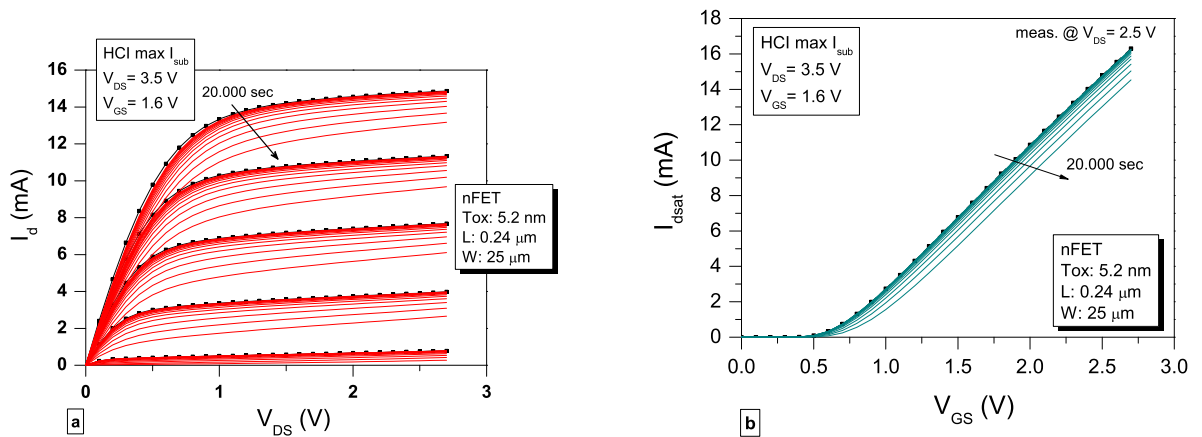 HCI max Isub
VDS= 3.5 V
VGS= 1.6 V
20.000 sec
nFET
Tox: 5.2 nm
L: 0.24 μm
W: 25 μm
Id (mA)
16
14
12
10
8
6
4
2
0
0 1 2 3
VDS (V)
a
HCI max Isub
VDS= 3.5 V
VGS= 1.6 V
meas. @ VDS= 2.5 V
20.000 sec
nFET
Tox: 5.2 nm
L: 0.24 μm
W: 25 μm
Idsat (mA)
18
16
14
12
10
8
6
4
2
0
0.0 0.5 1.0 1.5 2.0 2.5 3.0
VGS (V)
b